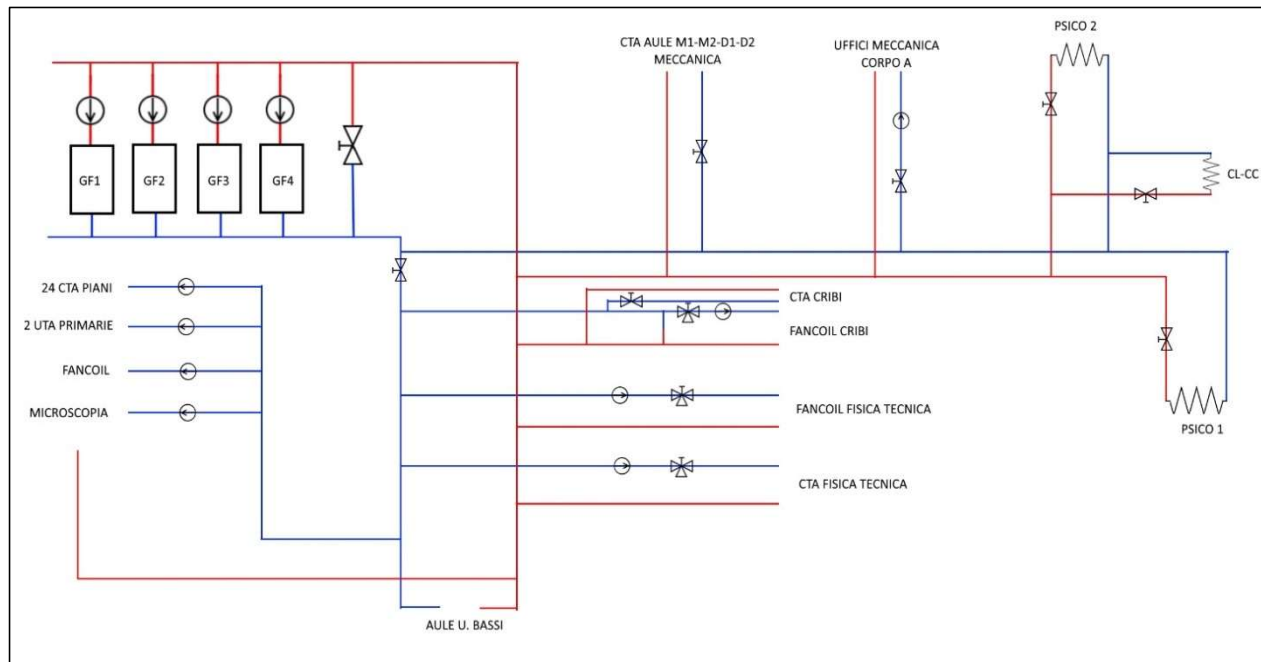 PSICO 2
CTA AULE M1-M2-D1-D2
MECCANICA
UFFICI MECCANICA
CORPO A
GF1
GF2
GF3
GF4
CL-CC
24 CTA PIANI
2 UTA PRIMARIE
FANCOIL
MICROSCOPIA
CTA CRIBI
FANCOIL CRIBI
FANCOIL FISICA TECNICA
PSICO 1
CTA FISICA TECNICA
AULE U. BASSI